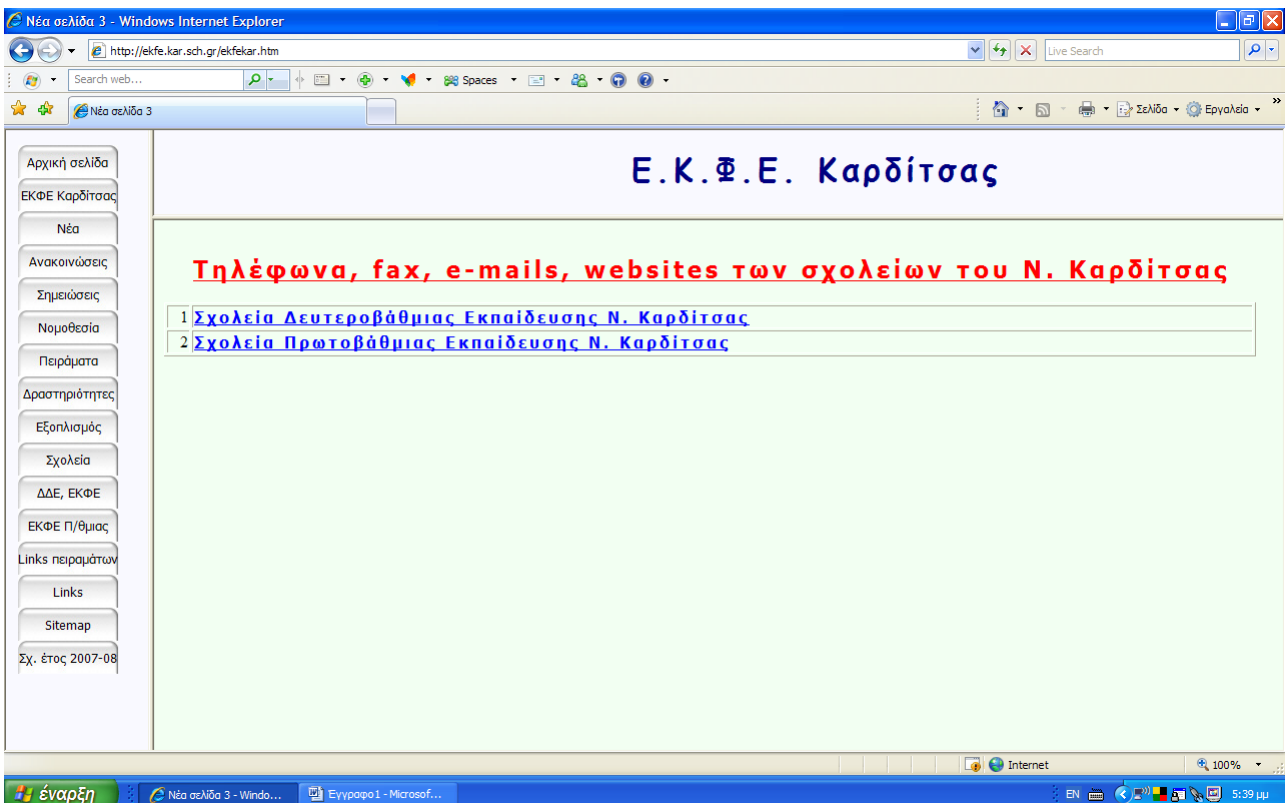 Νέα σελίδα 3 - Windows Internet Explorer
http://ekfe.kar.sch.gr/ekfekar.htm
Live Search
Search web...
Spaces
Νέα σελίδα 3
Σελίδα
Εργαλεία
»
Αρχική σελίδα
ΕΚΦΕ Καρδίτσας
Νέα
Ανακοινώσεις
Σημειώσεις
Νομοθεσία
Πειράματα
Δραστηριότητες
Εξοπλισμός
Σχολεία
ΔΔΕ, ΕΚΦΕ
ΕΚΦΕ Π/θμιας
Links πειραμάτων
Links
Sitemap
Σχ. έτος 2007-08
Ε.Κ.Φ.Ε. Καρδίτσας
Τηλέφωνα, fax, e-mails, websites των σχολείων του Ν. Καρδίτσας
1 Σχολεία Δευτεροβάθμιας Εκπαίδευσης Ν. Καρδίτσας
2 Σχολεία Πρωτοβάθμιας Εκπαίδευσης Ν. Καρδίτσας
Internet
100%
έναρξη
Νέα σελίδα 3 - Windo...
Έγγραφο1 - Microsof...
EN
5:39 μμ